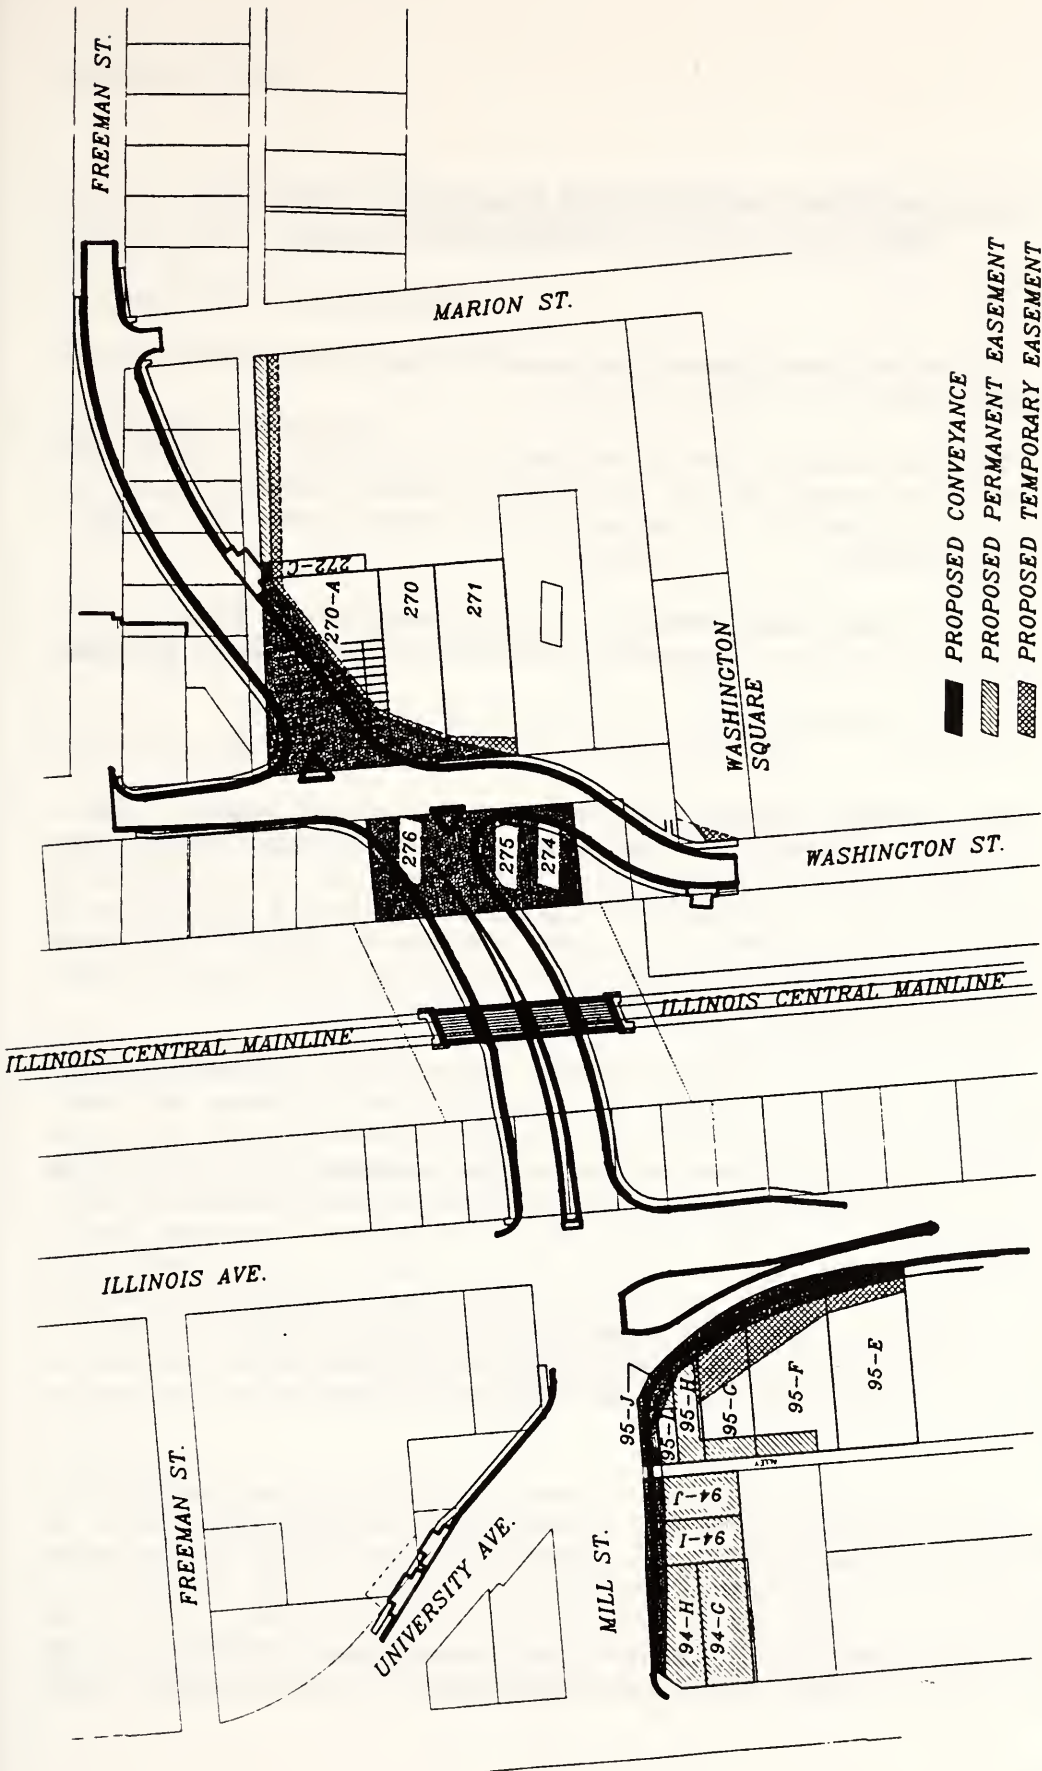 FREEMAN ST.
MARION ST.
272-C
270-A
270
271
WASHINGTON
SQUARE
276
275
274
WASHINGTON ST.
ILLINOIS CENTRAL MAINLINE
ILLINOIS CENTRAL MAINLINE
ILLINOIS AVE.
FREEMAN ST.
UNIVERSITY AVE.
MILL ST.
95-J
95-H
95-G
95-F
95-E
ALLEY
94-J
94-I
94-H
94-G
PROPOSED CONVEYANCE
PROPOSED PERMANENT EASEMENT
PROPOSED TEMPORARY EASEMENT